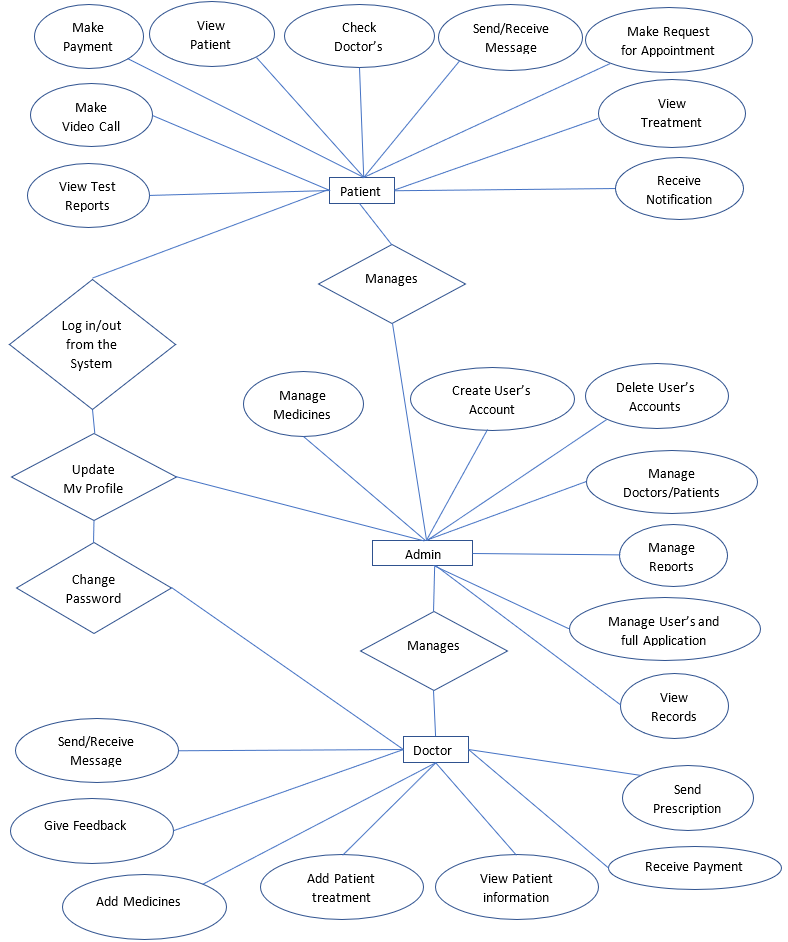 Make
Payment
View
Patient
Check
Doctor's
Send/Receive
Message
Make Request
for Appointment
Make
Video Call
View
Treatment
View Test
Reports
Patient
Receive
Notification
Manages
Log in/out
from the
System
Manage
Medicines
Create User's
Account
Delete User's
Accounts
Update
My Profile
Manage
Doctors/Patients
Admin
Manage
Reports
Change
Password
Manage User's and
full Application
Manages
View
Records
Send/Receive
Message
Doctor
Send
Prescription
Give Feedback
Receive Payment
Add Medicines
Add Patient
treatment
View Patient
information